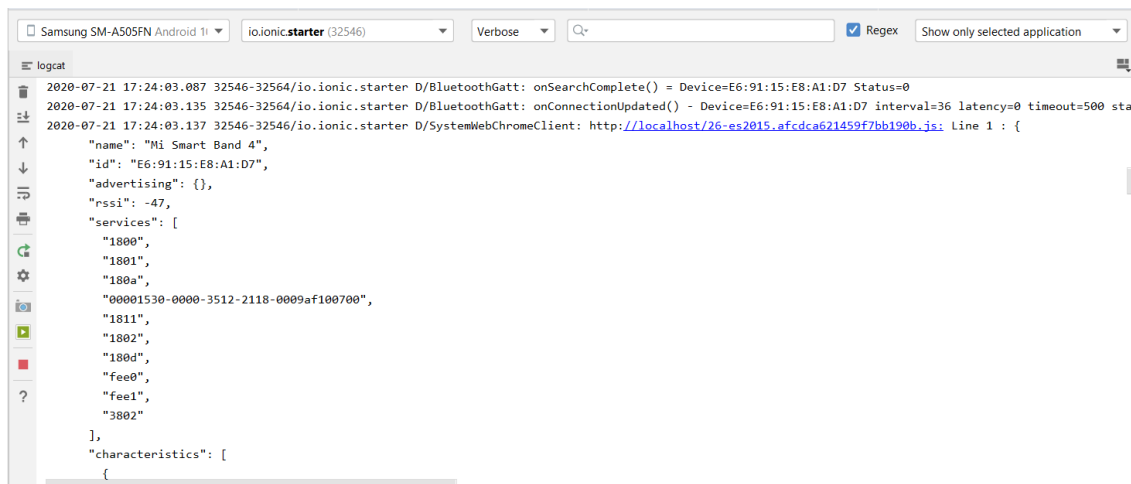 Samsung SM-A505FN Android 1
io.ionic.starter (32546)
Verbose
Regex
Show only selected application
logcat
2020-07-21 17:24:03.087 32546-32564/io.ionic.starter D/BluetoothGatt: onSearchComplete() = Device=E6:91:15:E8:A1:D7 Status=0
2020-07-21 17:24:03.135 32546-32564/io.ionic.starter D/BluetoothGatt: onConnectionUpdated() - Device=E6:91:15:E8:A1:D7 interval=36 latency=0 timeout=500 sta
2020-07-21 17:24:03.137 32546-32546/io.ionic.starter D/SystemWebChromeClient: http://localhost/26-es2015.afcdca621459f7bb190b.js: Line 1 : {
"name": "Mi Smart Band 4",
"id": "E6:91:15:E8:A1:D7",
"advertising": {},
"rssi": -47,
"services": [
"1800",
"1801",
"180a",
"00001530-0000-3512-2118-0009af100700",
"1811",
"1802",
"180d",
"fee0",
"fee1",
"3802"
],
"characteristics": [
{